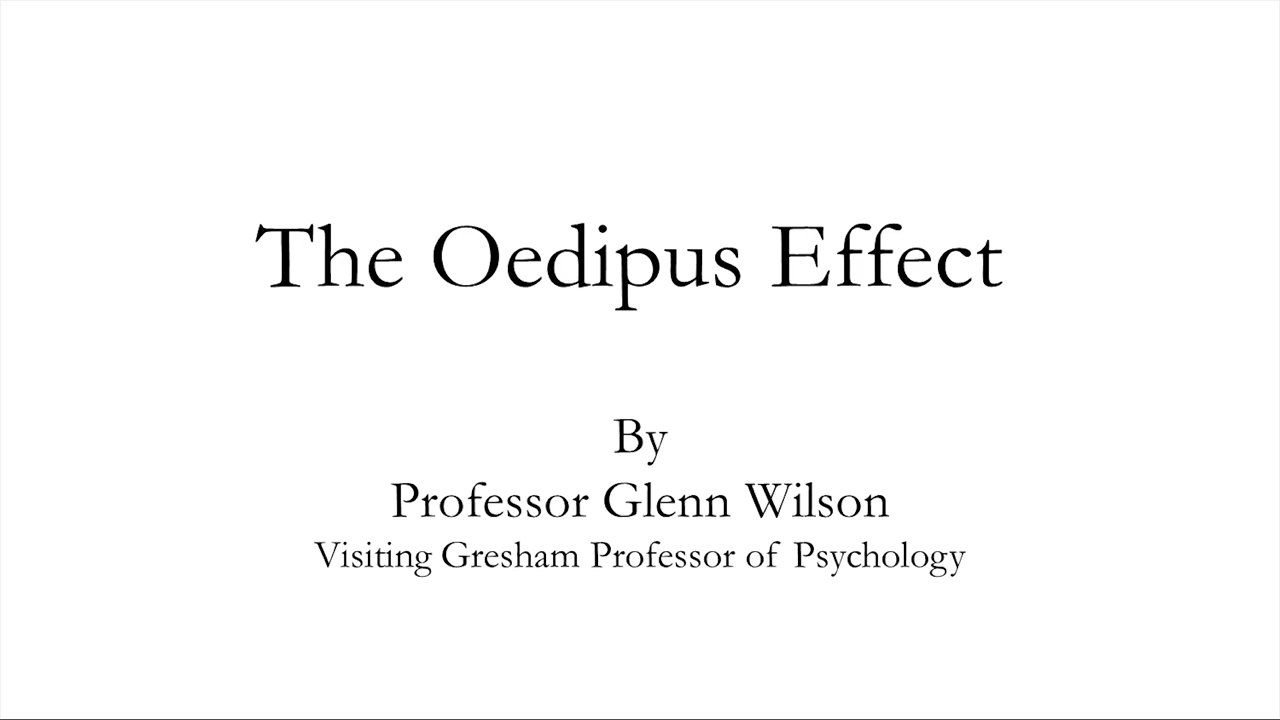 The Oedipus Effect
By
Professor Glenn Wilson
Visiting Gresham Professor of Psychology